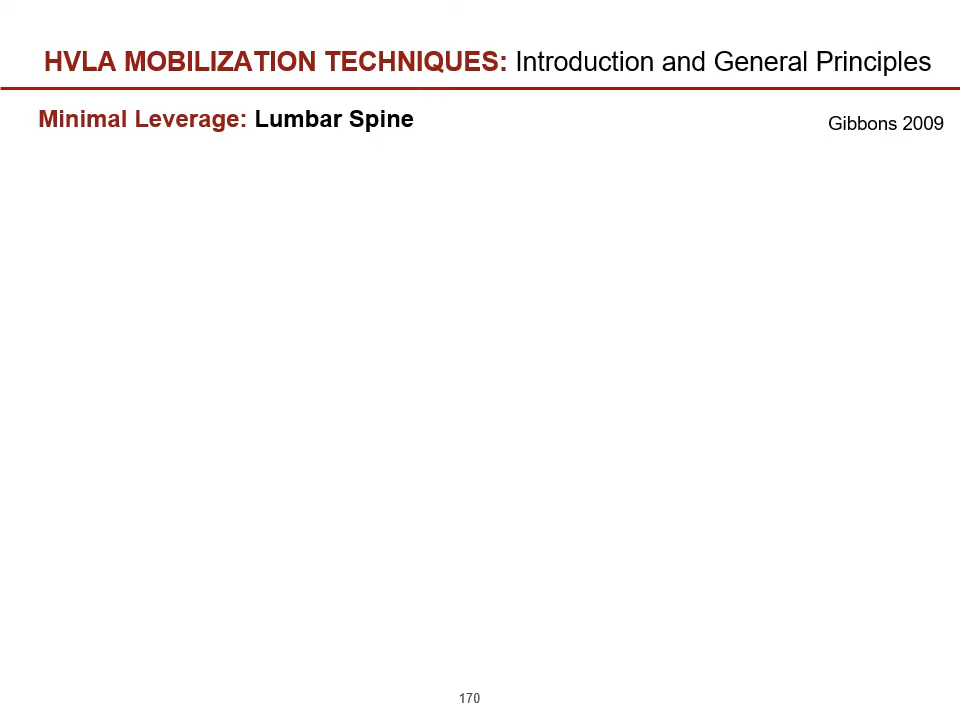 HVLA MOBILIZATION TECHNIQUES: Introduction and General Principles
Minimal Leverage: Lumbar Spine
Gibbons 2009
170